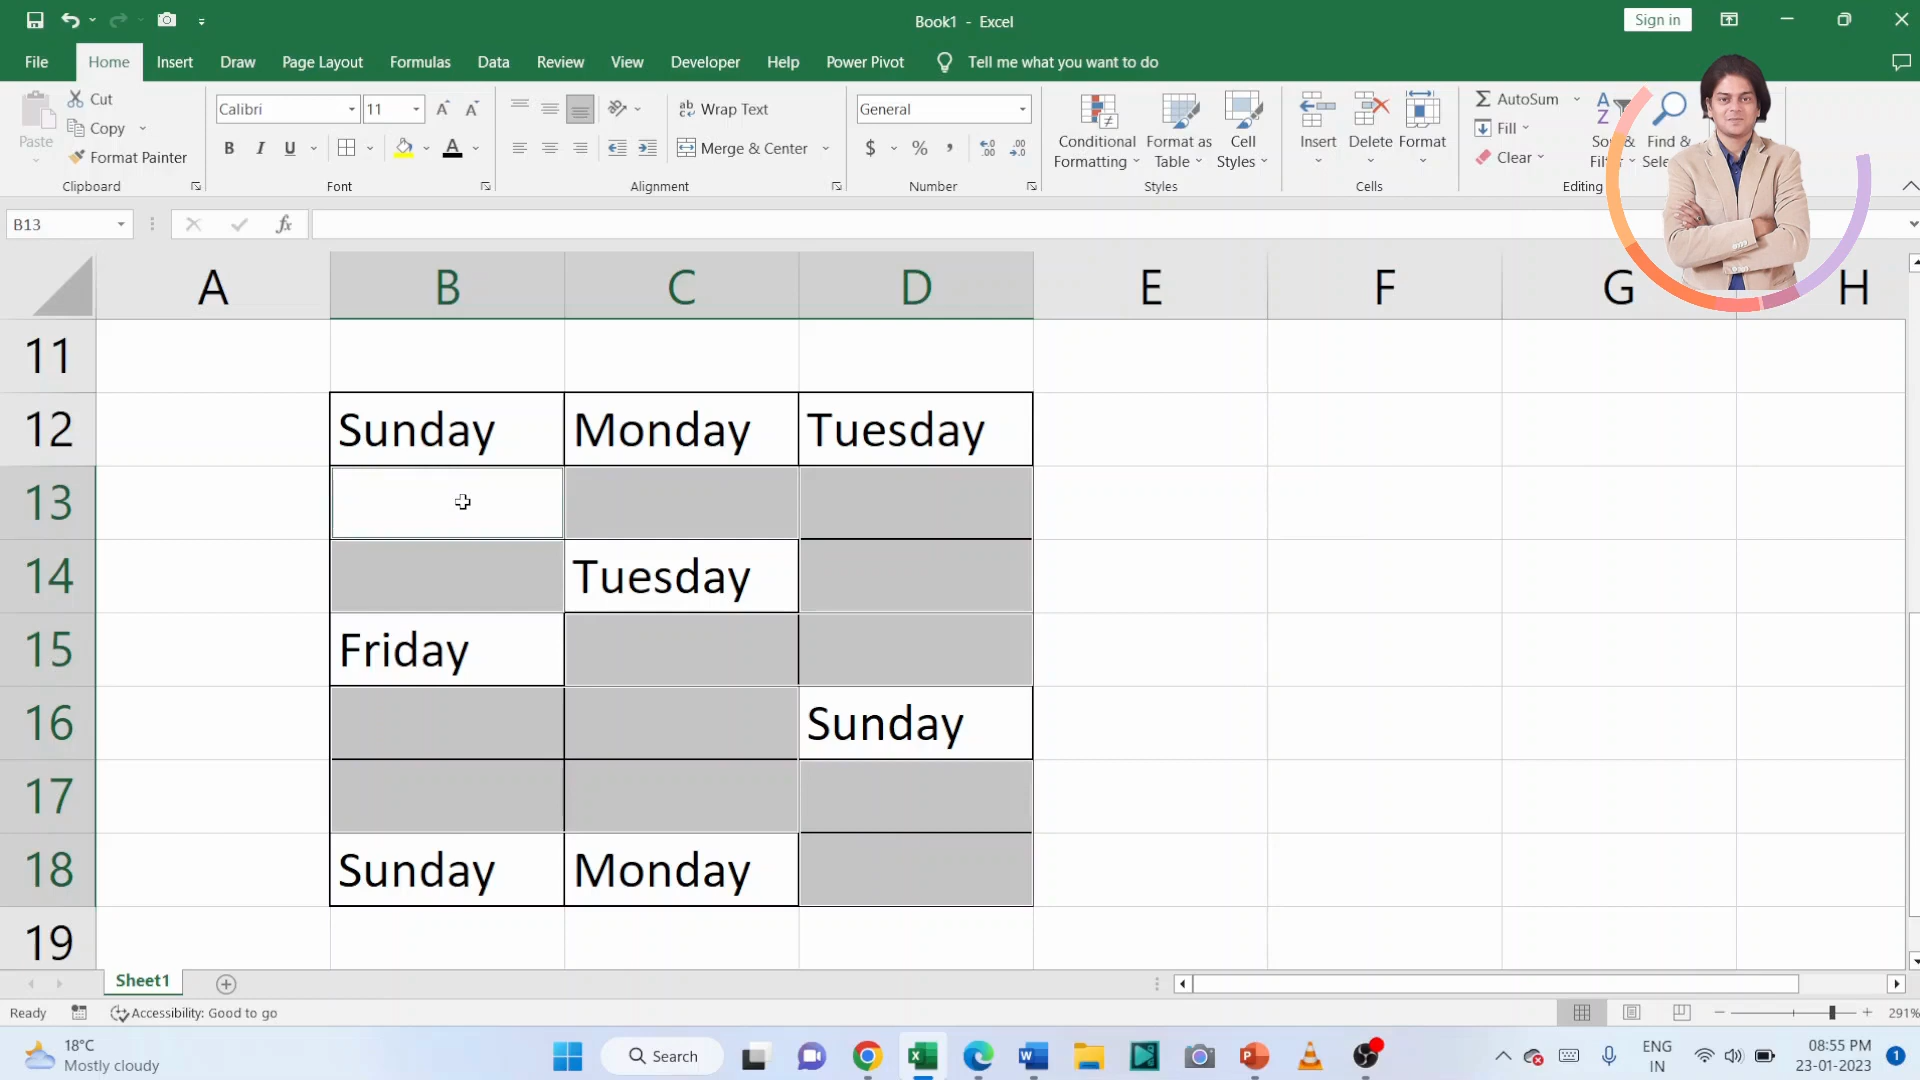 Book1 - Excel
Sign in
File Home Insert Draw Page Layout Formulas Data Review View Developer Help Power Pivot Tell me what you want to do
Paste
Cut
Copy
Format Painter
Clipboard
Calibri 11
B I U
Font
Wrap Text
Merge & Center
Alignment
General
$ % ,
Number
Conditional Formatting
Format as Table
Cell Styles
Styles
Insert Delete Format
Cells
AutoSum
Fill
Clear
Find &
Editing
B13
fx
A B C D E F G H
11
12 Sunday Monday Tuesday
13
14 Tuesday
15 Friday
16 Sunday
17
18 Sunday Monday
19
Sheet1
Ready Accessibility: Good to go 291%
18°C
Mostly cloudy
Search
ENG
IN
08:55 PM
23-01-2023
1